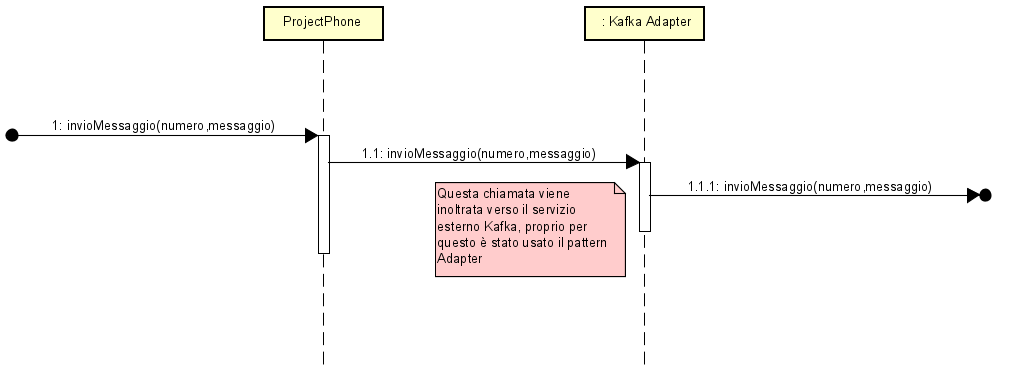 ProjectPhone
: Kafka Adapter
1: invioMessaggio(numero,messaggio)
1.1: invioMessaggio(numero,messaggio)
1.1.1: invioMessaggio(numero,messaggio)
Questa chiamata viene
inoltrata verso il servizio
esterno Kafka, proprio per
questo è stato usato il pattern
Adapter